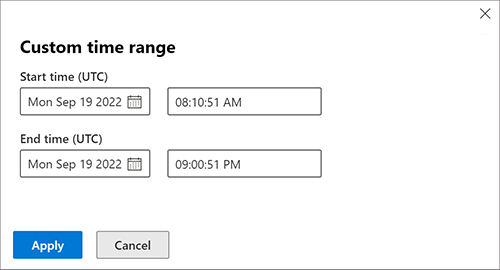 Custom time range
Start time (UTC)
Mon Sep 19 2022 08:10:51 AM
End time (UTC)
Mon Sep 19 2022 09:00:51 PM
Apply Cancel